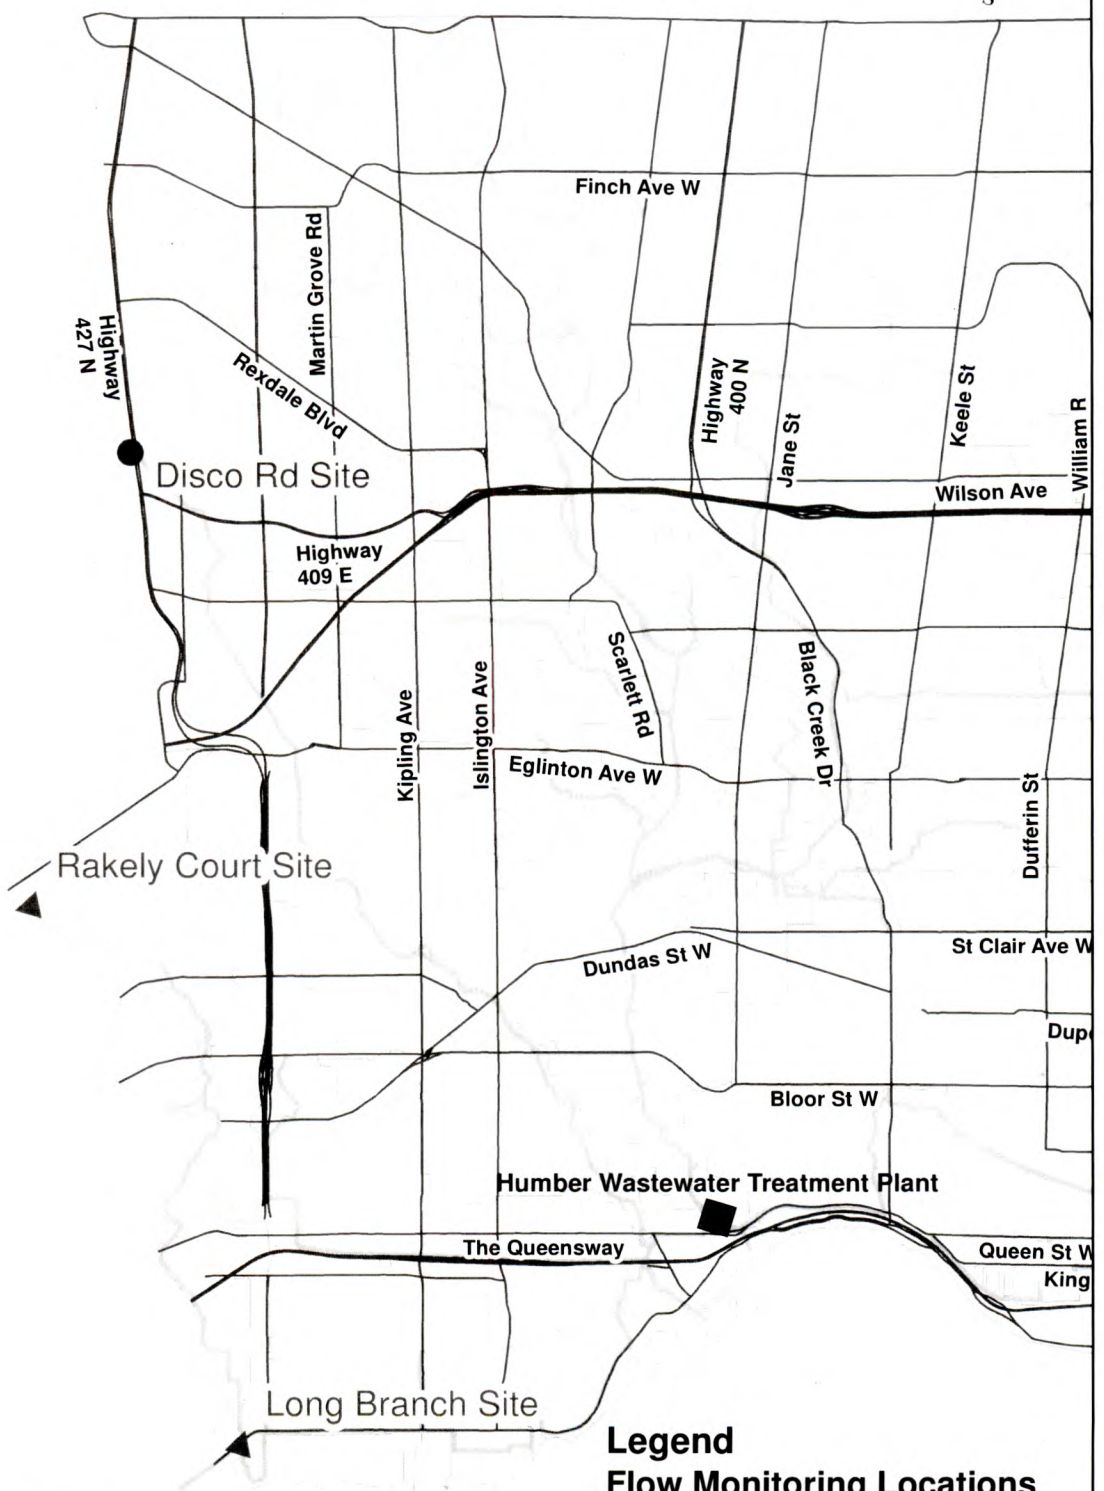 Finch Ave W
Martin Grove Rd
Highway
427 N
Rexdale Blvd
Highway
400 N
Keele St
Jane St
William R
Disco Rd Site
Wilson Ave
Highway
409 E
Scarlett Rd
Black Creek Dr
Kipling Ave
Islington Ave
Eglinton Ave W
Dufferin St
Rakely Court Site
St Clair Ave W
Dundas St W
Bloor St W
Humber Wastewater Treatment Plant
The Queensway
Queen St W
King
Long Branch Site
Legend
Flow Monitoring Locations